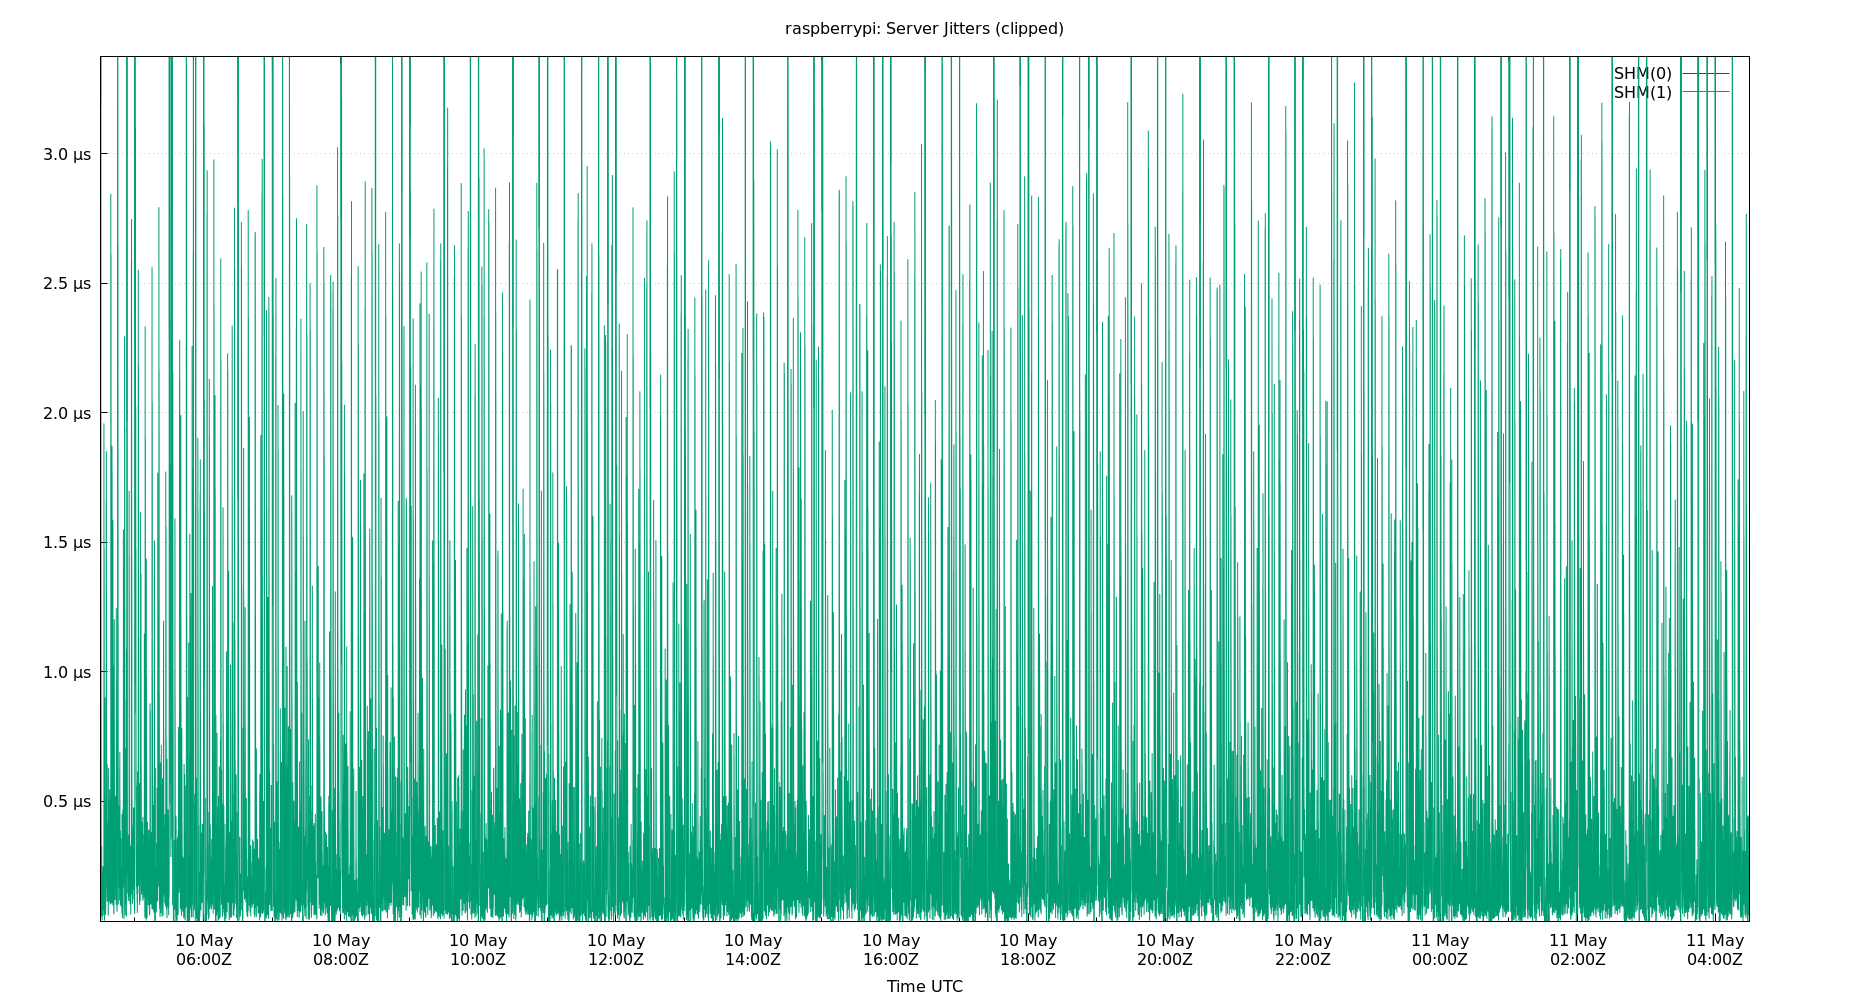 raspberrypi: Server Jitters (clipped)
SHM(0)
SHM(1)
3.0 µs
2.5 µs
2.0 µs
1.5 µs
1.0 µs
0.5 µs
10 May 10 May 10 May 10 May 10 May 10 May 10 May 10 May 10 May 11 May 11 May 11 May
06:00Z 08:00Z 10:00Z 12:00Z 14:00Z 16:00Z 18:00Z 20:00Z 22:00Z 00:00Z 02:00Z 04:00Z
Time UTC